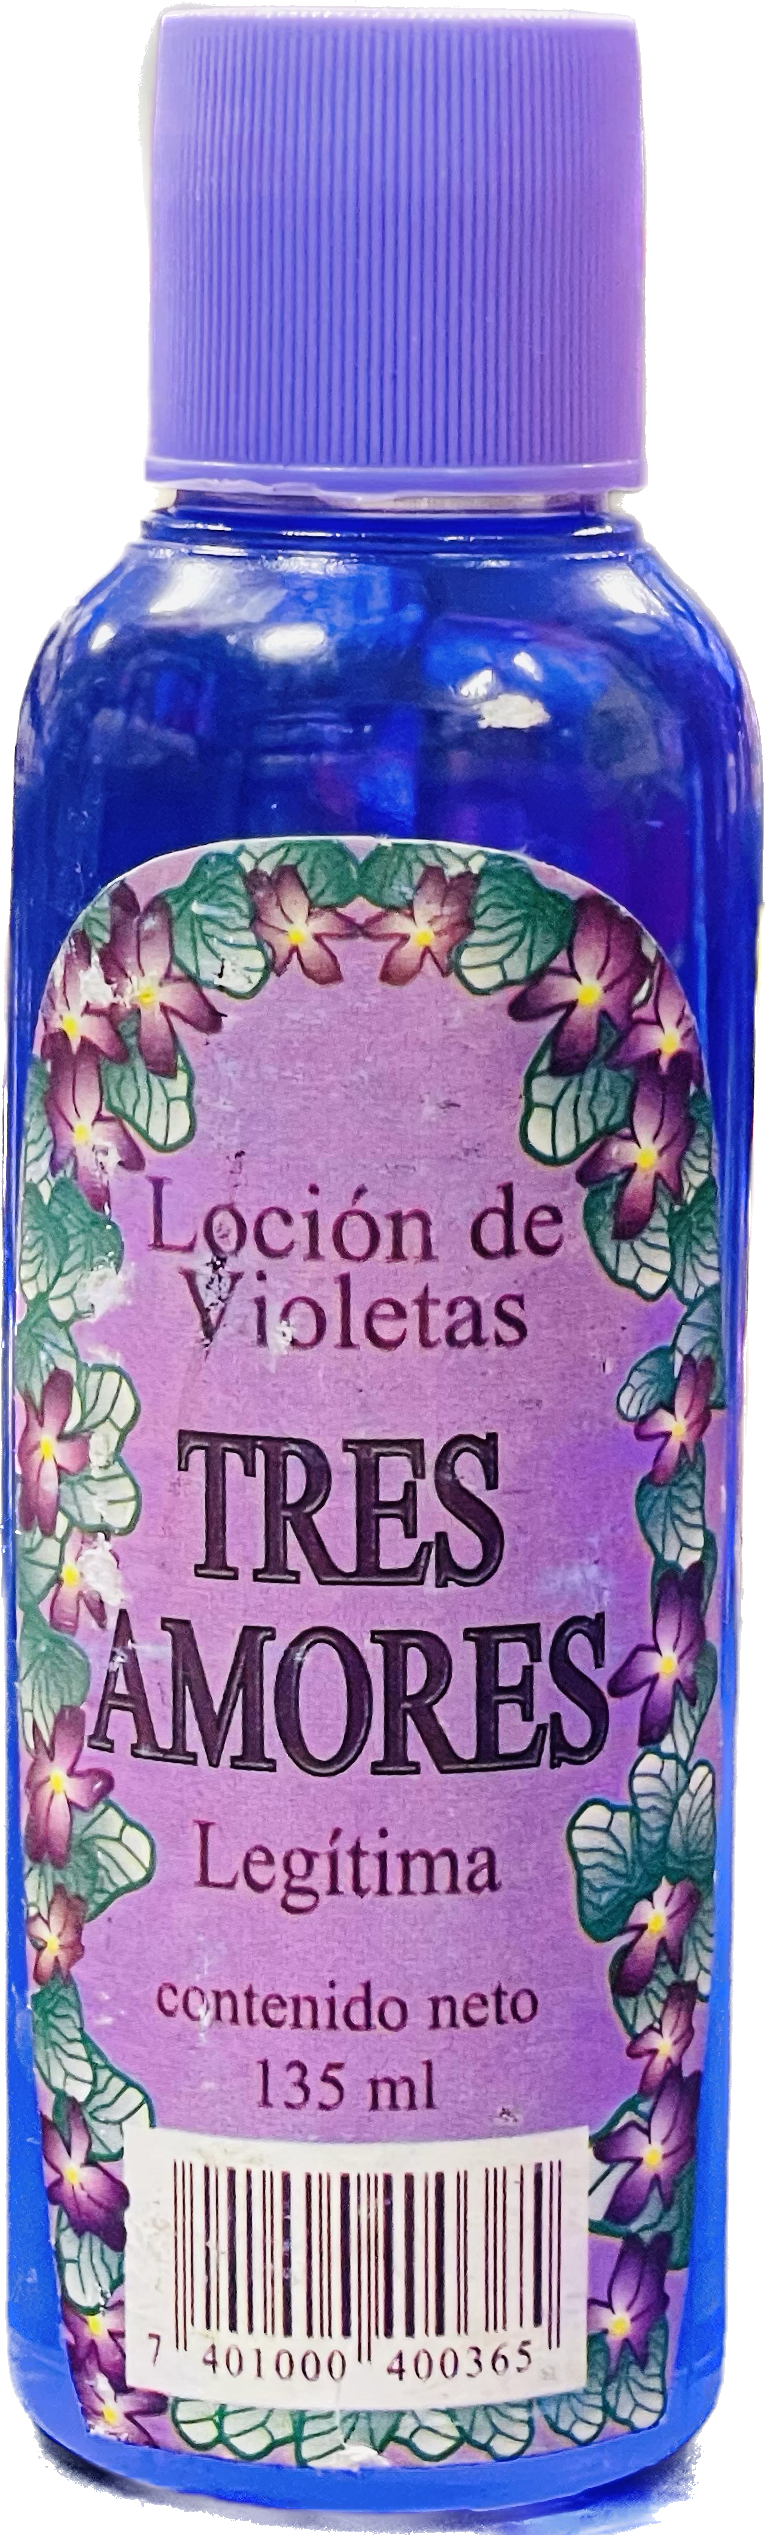 Loción de
Violetas
TRES
AMORES
Legítima
contenido neto
135 ml
7 401000 400365